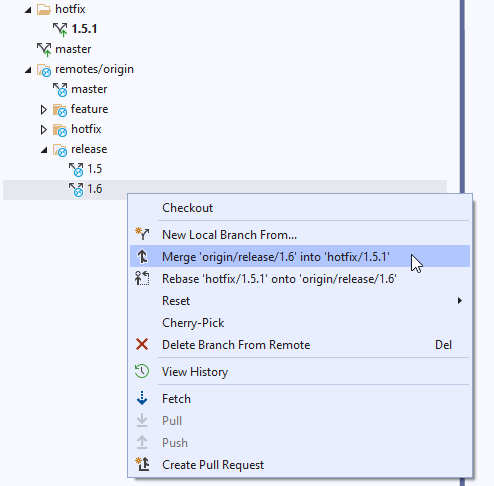 hotfix
1.5.1
master
remotes/origin
master
feature
hotfix
release
1.5
1.6
Checkout
New Local Branch From...
Merge 'origin/release/1.6' into 'hotfix/1.5.1'
Rebase 'hotfix/1.5.1' onto 'origin/release/1.6'
Reset
Cherry-Pick
Delete Branch From Remote Del
View History
Fetch
Pull
Push
Create Pull Request